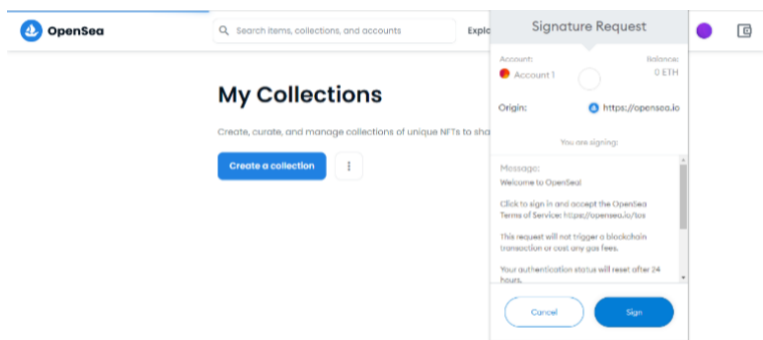 OpenSea
Search items, collections, and accounts
Explo
My Collections
Create, curate, and manage collections of unique NFTs to sha
Create a collection
Signature Request
Account:
Balance:
Account 1
0 ETH
Origin:
https://opensea.io
You are signing:
Message:
Welcome to OpenSea!
Click to sign in and accept the OpenSea
Terms of Service: https://opensea.io/tos
This request will not trigger a blockchain
transaction or cost any gas fees.
Your authentication status will reset after 24
hours.
Cancel
Sign